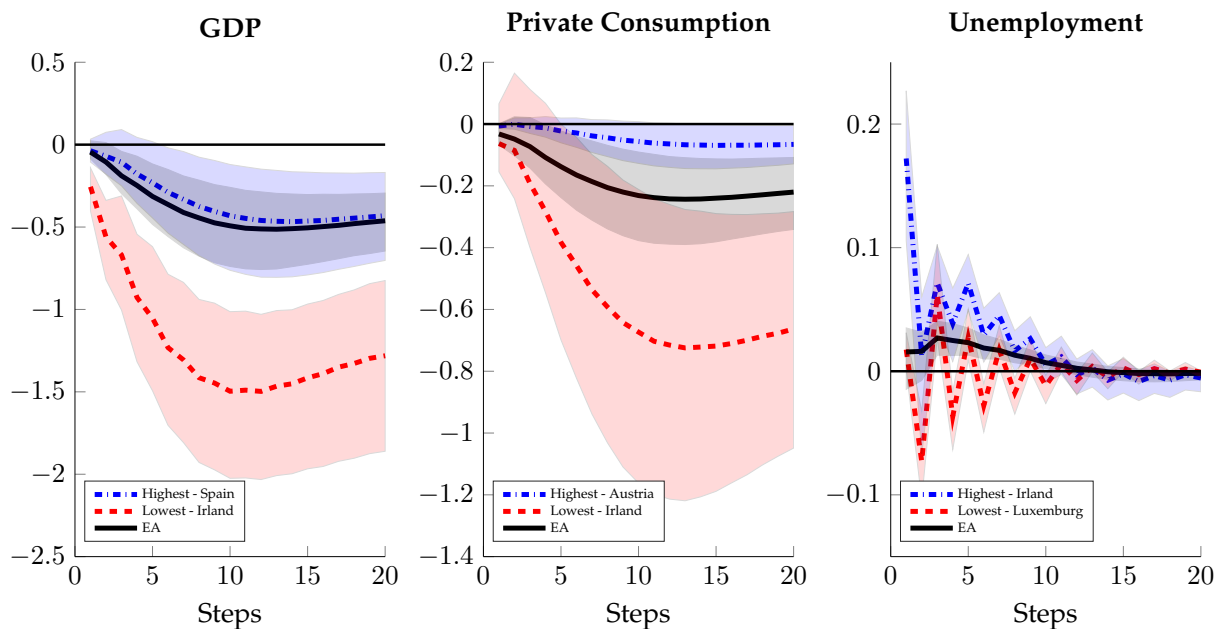 GDP
0.5
0
−0.5
−1
−1.5
−2
−2.5
0 5 10 15 20
Steps
Highest - Spain
Lowest - Irland
EA
Private Consumption
0.2
0
−0.2
−0.4
−0.6
−0.8
−1
−1.2
−1.4
0 5 10 15 20
Steps
Highest - Austria
Lowest - Irland
EA
Unemployment
0.2
0.1
0
−0.1
0 5 10 15 20
Steps
Highest - Irland
Lowest - Luxemburg
EA